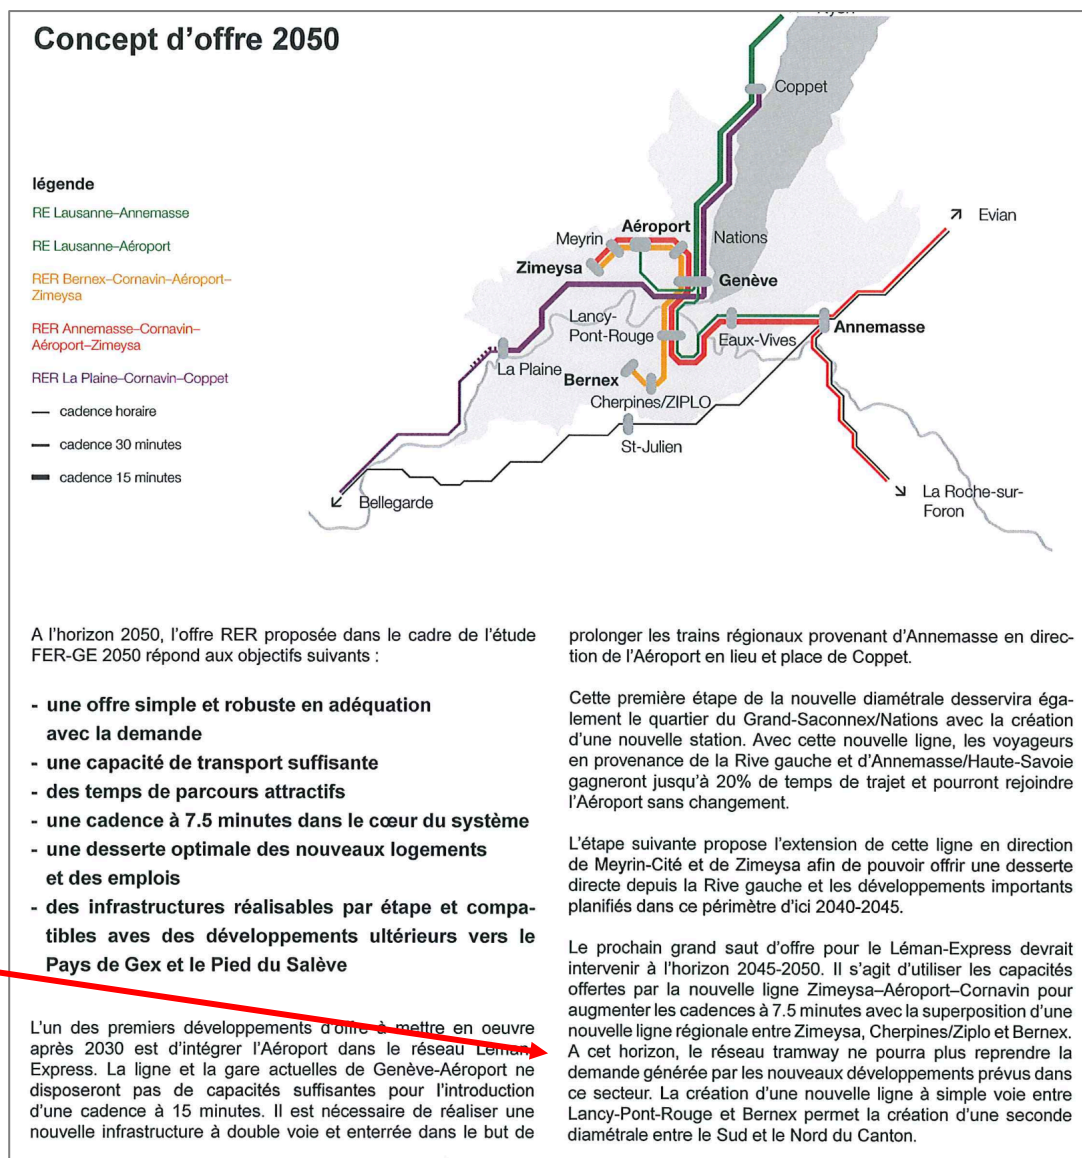 Concept d'offre 2050
légende
RE Lausanne–Annemasse
RE Lausanne–Aéroport
RER Bernex–Cornavin–Aéroport–
Zimeysa
RER Annemasse–Cornavin–
Aéroport–Zimeysa
RER La Plaine–Cornavin–Coppet
cadence horaire
cadence 30 minutes
cadence 15 minutes
Coppet
Evian
Aéroport
Meyrin
Nations
Zimeysa
Genève
Lancy-
Pont-Rouge
Eaux-Vives
Annemasse
La Plaine
Bernex
Cherpines/ZIPLO
St-Julien
Bellegarde
La Roche-sur-
Foron
A l'horizon 2050, l'offre RER proposée dans le cadre de l'étude
FER-GE 2050 répond aux objectifs suivants :
- une offre simple et robuste en adéquation
avec la demande
- une capacité de transport suffisante
- des temps de parcours attractifs
- une cadence à 7.5 minutes dans le cœur du système
- une desserte optimale des nouveaux logements
et des emplois
- des infrastructures réalisables par étape et compa-
tibles aves des développements ultérieurs vers le
Pays de Gex et le Pied du Salève
L'un des premiers développements d'offre à mettre en oeuvre
après 2030 est d'intégrer l'Aéroport dans le réseau Léman
Express. La ligne et la gare actuelles de Genève-Aéroport ne
disposeront pas de capacités suffisantes pour l'introduction
d'une cadence à 15 minutes. Il est nécessaire de réaliser une
nouvelle infrastructure à double voie et enterrée dans le but de
prolonger les trains régionaux provenant d'Annemasse en direc-
tion de l'Aéroport en lieu et place de Coppet.
Cette première étape de la nouvelle diamétrale desservira éga-
lement le quartier du Grand-Saconnex/Nations avec la création
d'une nouvelle station. Avec cette nouvelle ligne, les voyageurs
en provenance de la Rive gauche et d'Annemasse/Haute-Savoie
gagneront jusqu'à 20% de temps de trajet et pourront rejoindre
l'Aéroport sans changement.
L'étape suivante propose l'extension de cette ligne en direction
de Meyrin-Cité et de Zimeysa afin de pouvoir offrir une desserte
directe depuis la Rive gauche et les développements importants
planifiés dans ce périmètre d'ici 2040-2045.
Le prochain grand saut d'offre pour le Léman-Express devrait
intervenir à l'horizon 2045-2050. Il s'agit d'utiliser les capacités
offertes par la nouvelle ligne Zimeysa–Aéroport–Cornavin pour
augmenter les cadences à 7.5 minutes avec la superposition d'une
nouvelle ligne régionale entre Zimeysa, Cherpines/Ziplo et Bernex.
A cet horizon, le réseau tramway ne pourra plus reprendre la
demande générée par les nouveaux développements prévus dans
ce secteur. La création d'une nouvelle ligne à simple voie entre
Lancy-Pont-Rouge et Bernex permet la création d'une seconde
diamétrale entre le Sud et le Nord du Canton.